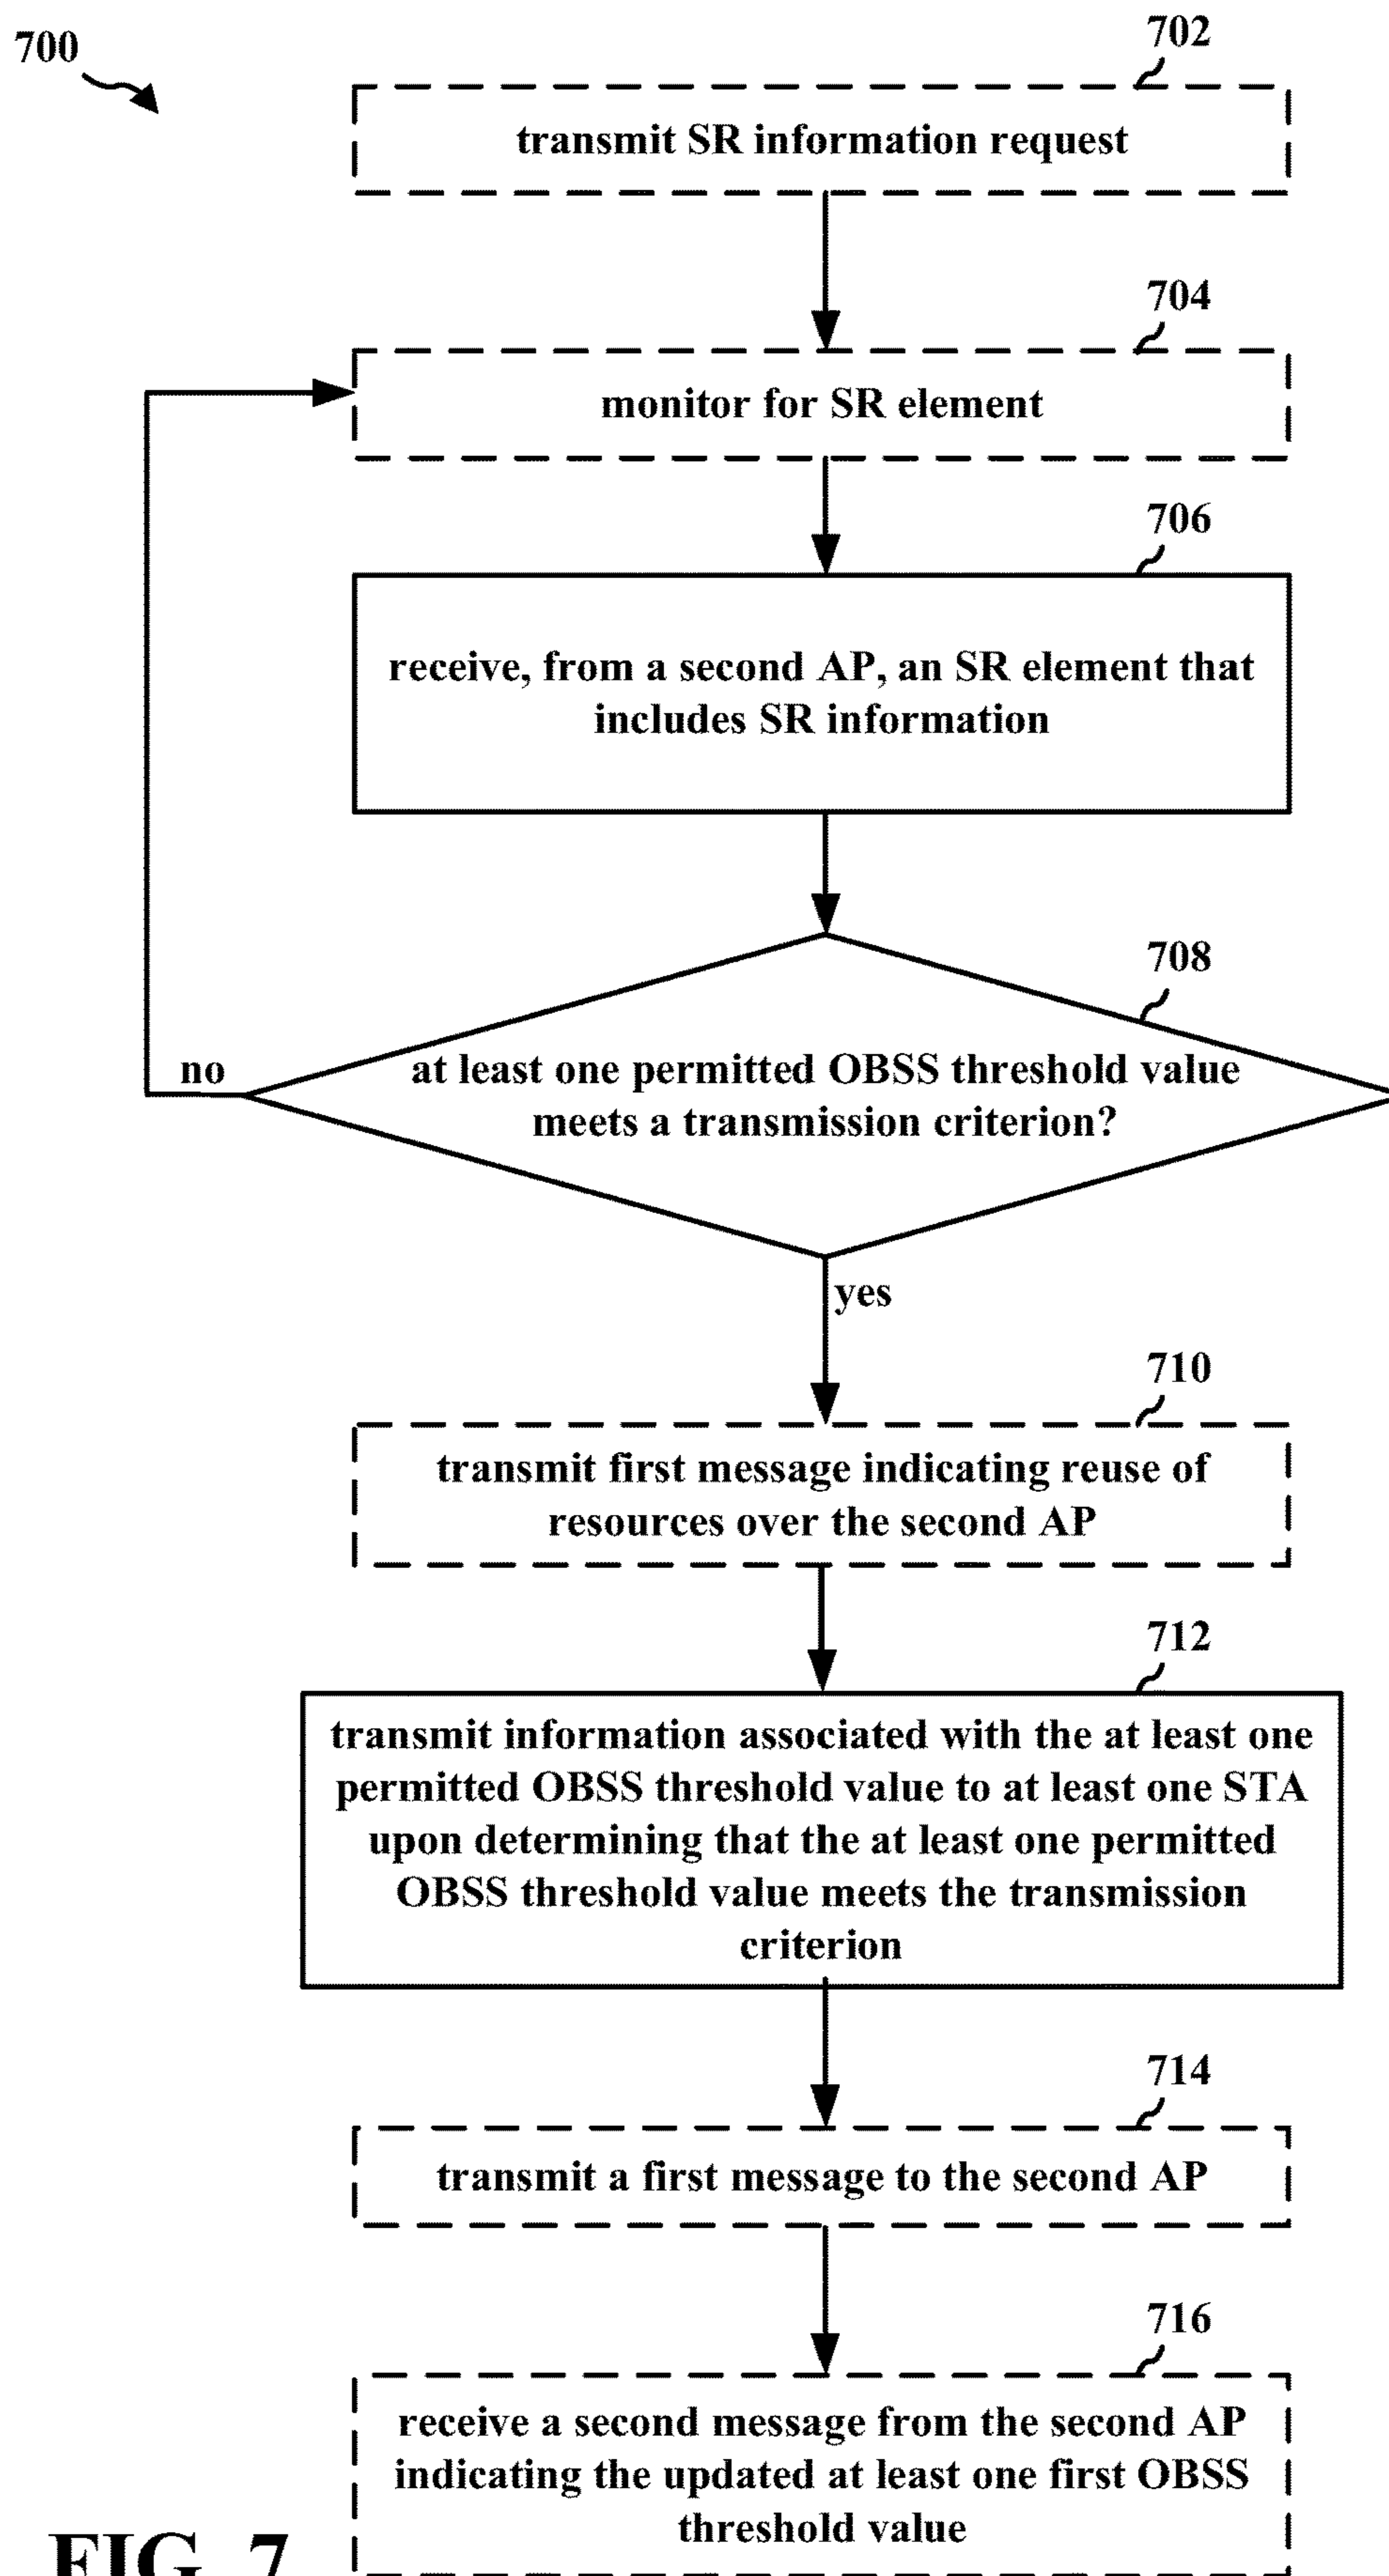 700
702
transmit SR information request
704
monitor for SR element
706
receive, from a second AP, an SR element that
includes SR information
708
no
at least one permitted OBSS threshold value
meets a transmission criterion?
yes
710
transmit first message indicating reuse of
resources over the second AP
712
transmit information associated with the at least one
permitted OBSS threshold value to at least one STA
upon determining that the at least one permitted
OBSS threshold value meets the transmission
criterion
714
transmit a first message to the second AP
716
receive a second message from the second AP
indicating the updated at least one first OBSS
threshold value
FIG. 7